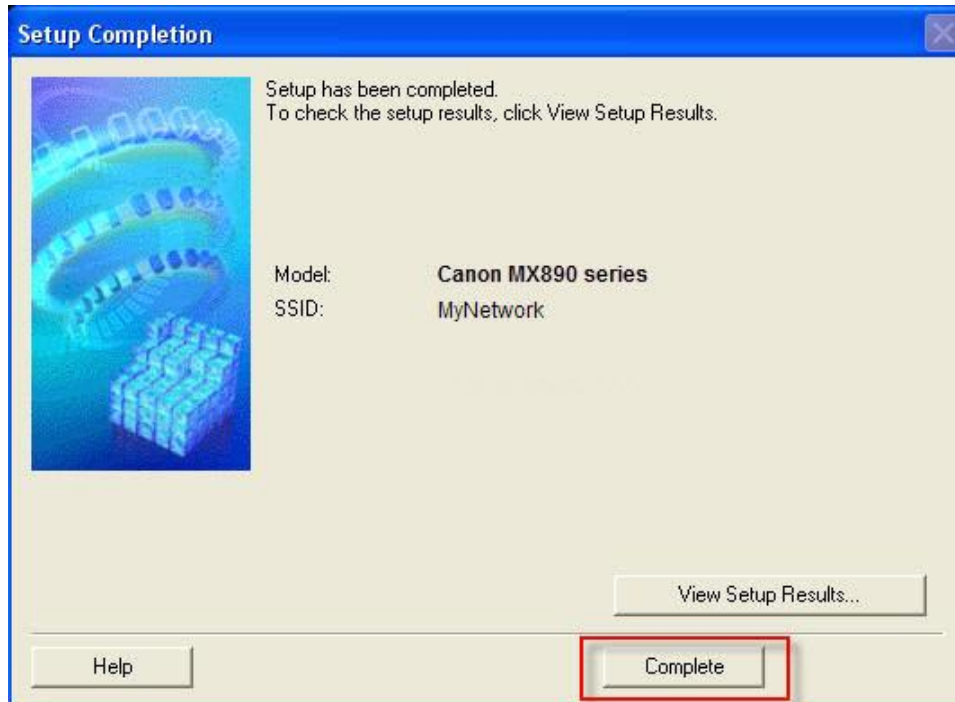 Setup Completion
Setup has been completed.
To check the setup results, click View Setup Results.
Model: Canon MX890 series
SSID: MyNetwork
View Setup Results...
Help Complete